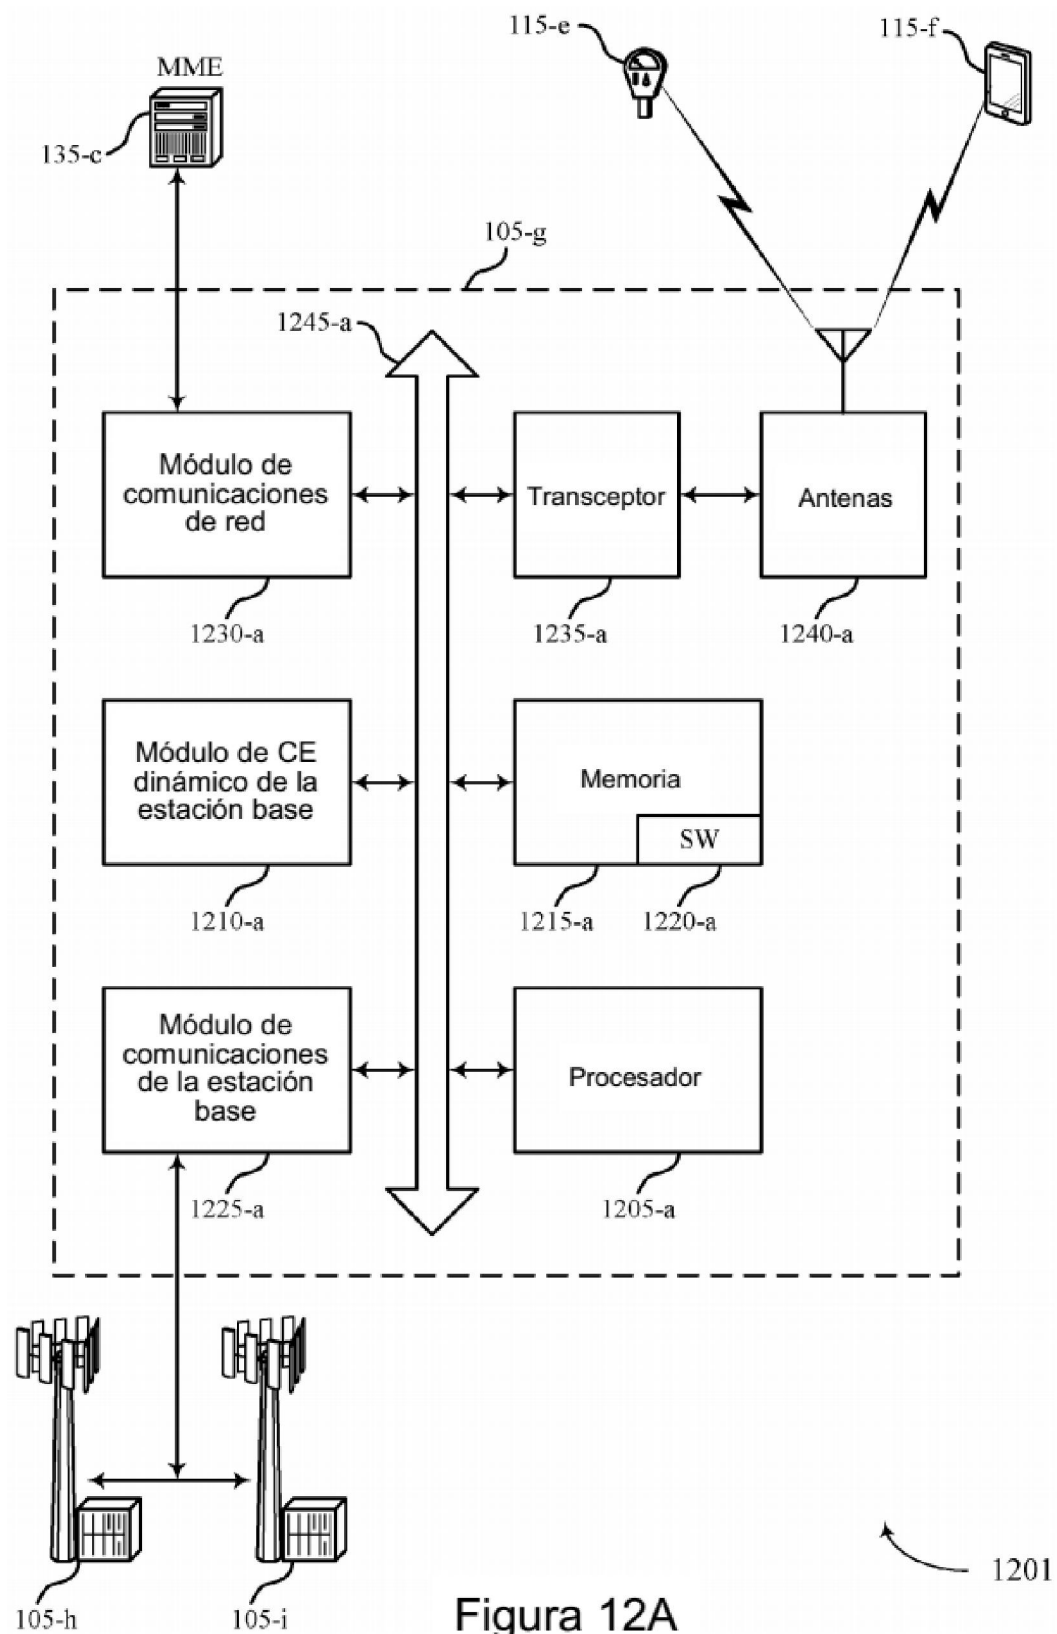 115-e
115-f
MME
135-c
105-g
1245-a
Módulo de
comunicaciones
de red
Transceptor
Antenas
1230-a
1235-a
1240-a
Módulo de CE
dinámico de la
estación base
Memoria
SW
1210-a
1215-a
1220-a
Módulo de
comunicaciones
de la estación
base
Procesador
1225-a
1205-a
105-h
105-i
1201
Figura 12A